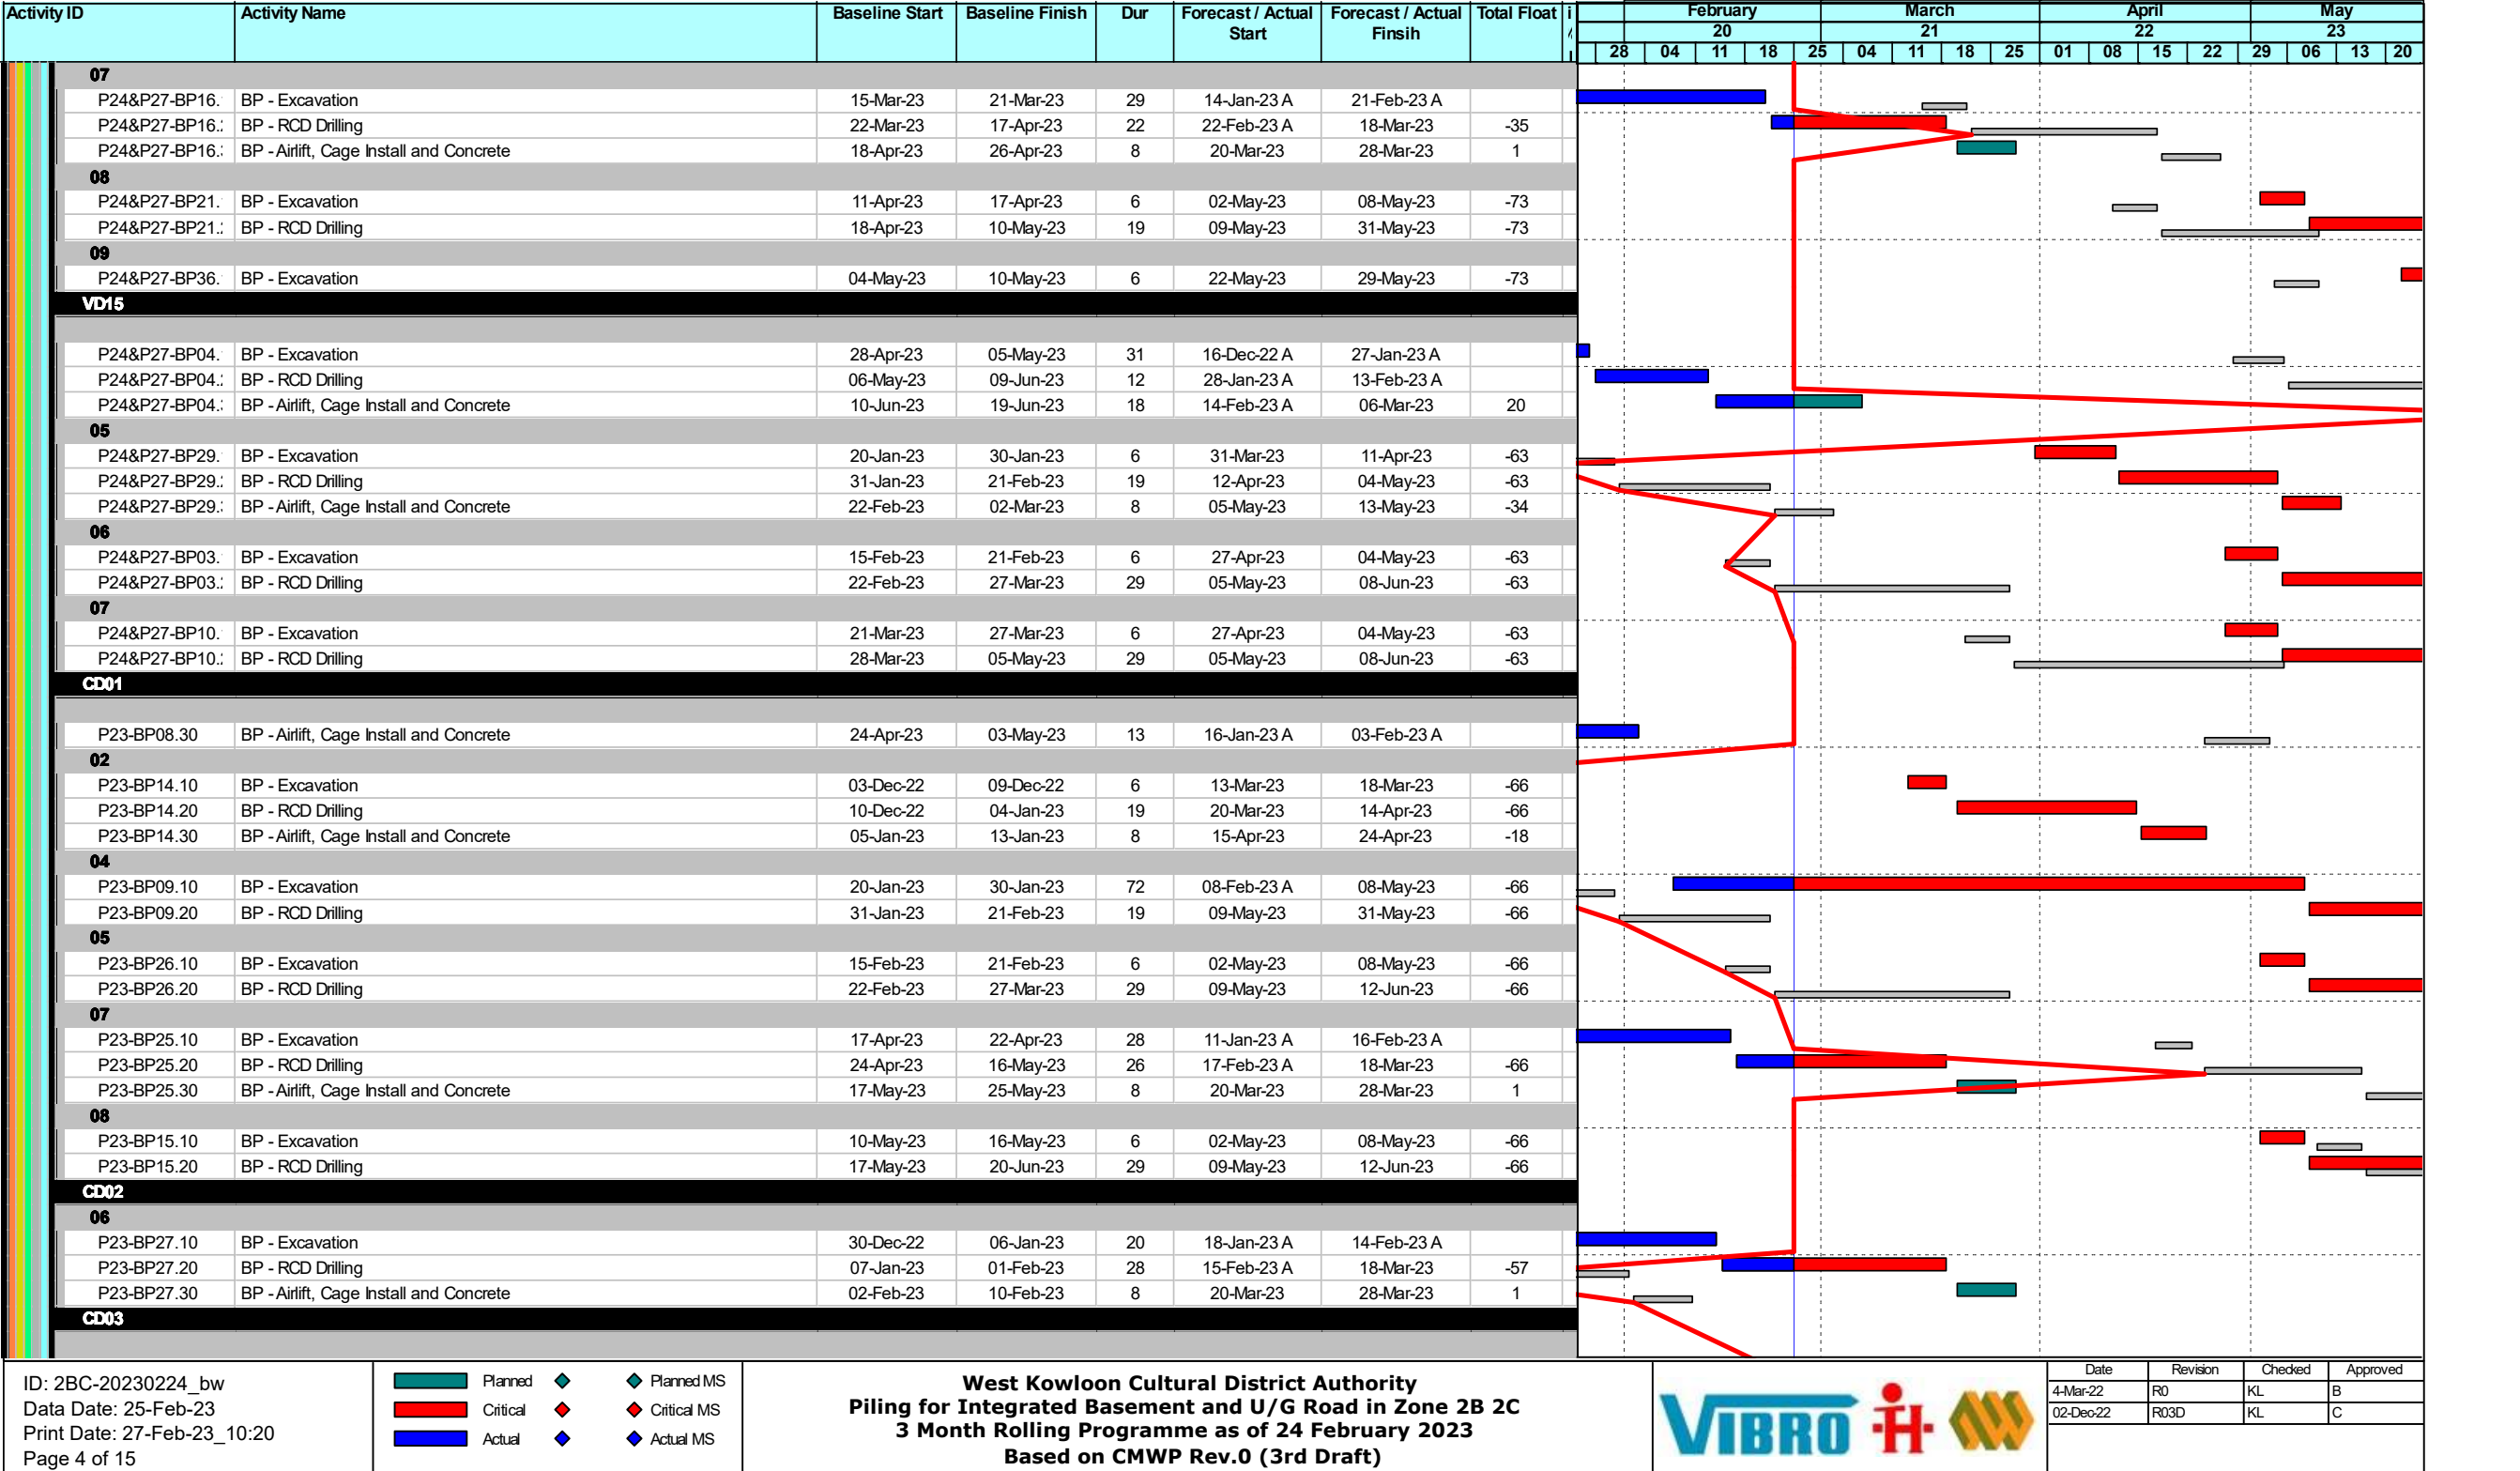 Activity ID Activity Name Baseline Start Baseline Finish Dur Forecast / Actual Start Forecast / Actual Finsih Total Float
February March April May
20 21 22 23
28 04 11 18 25 04 11 18 25 01 08 15 22 29 06 13 20
07
P24&P27-BP16. BP - Excavation 15-Mar-23 21-Mar-23 29 14-Jan-23 A 21-Feb-23 A
P24&P27-BP16. BP - RCD Drilling 22-Mar-23 17-Apr-23 22 22-Feb-23 A 18-Mar-23 -35
P24&P27-BP16. BP - Airlift, Cage Install and Concrete 18-Apr-23 26-Apr-23 8 20-Mar-23 28-Mar-23 1
08
P24&P27-BP21. BP - Excavation 11-Apr-23 17-Apr-23 6 02-May-23 08-May-23 -73
P24&P27-BP21. BP - RCD Drilling 18-Apr-23 10-May-23 19 09-May-23 31-May-23 -73
09
P24&P27-BP36. BP - Excavation 04-May-23 10-May-23 6 22-May-23 29-May-23 -73
VD15
P24&P27-BP04. BP - Excavation 28-Apr-23 05-May-23 31 16-Dec-22 A 27-Jan-23 A
P24&P27-BP04. BP - RCD Drilling 06-May-23 09-Jun-23 12 28-Jan-23 A 13-Feb-23 A
P24&P27-BP04. BP - Airlift, Cage Install and Concrete 10-Jun-23 19-Jun-23 18 14-Feb-23 A 06-Mar-23 20
05
P24&P27-BP29. BP - Excavation 20-Jan-23 30-Jan-23 6 31-Mar-23 11-Apr-23 -63
P24&P27-BP29. BP - RCD Drilling 31-Jan-23 21-Feb-23 19 12-Apr-23 04-May-23 -63
P24&P27-BP29. BP - Airlift, Cage Install and Concrete 22-Feb-23 02-Mar-23 8 05-May-23 13-May-23 -34
06
P24&P27-BP03. BP - Excavation 15-Feb-23 21-Feb-23 6 27-Apr-23 04-May-23 -63
P24&P27-BP03. BP - RCD Drilling 22-Feb-23 27-Mar-23 29 05-May-23 08-Jun-23 -63
07
P24&P27-BP10. BP - Excavation 21-Mar-23 27-Mar-23 6 27-Apr-23 04-May-23 -63
P24&P27-BP10. BP - RCD Drilling 28-Mar-23 05-May-23 29 05-May-23 08-Jun-23 -63
CD01
P23-BP08.30 BP - Airlift, Cage Install and Concrete 24-Apr-23 03-May-23 13 16-Jan-23 A 03-Feb-23 A
02
P23-BP14.10 BP - Excavation 03-Dec-22 09-Dec-22 6 13-Mar-23 18-Mar-23 -66
P23-BP14.20 BP - RCD Drilling 10-Dec-22 04-Jan-23 19 20-Mar-23 14-Apr-23 -66
P23-BP14.30 BP - Airlift, Cage Install and Concrete 05-Jan-23 13-Jan-23 8 15-Apr-23 24-Apr-23 -18
04
P23-BP09.10 BP - Excavation 20-Jan-23 30-Jan-23 72 08-Feb-23 A 08-May-23 -66
P23-BP09.20 BP - RCD Drilling 31-Jan-23 21-Feb-23 19 09-May-23 31-May-23 -66
05
P23-BP26.10 BP - Excavation 15-Feb-23 21-Feb-23 6 02-May-23 08-May-23 -66
P23-BP26.20 BP - RCD Drilling 22-Feb-23 27-Mar-23 29 09-May-23 12-Jun-23 -66
07
P23-BP25.10 BP - Excavation 17-Apr-23 22-Apr-23 28 11-Jan-23 A 16-Feb-23 A
P23-BP25.20 BP - RCD Drilling 24-Apr-23 16-May-23 26 17-Feb-23 A 18-Mar-23 -66
P23-BP25.30 BP - Airlift, Cage Install and Concrete 17-May-23 25-May-23 8 20-Mar-23 28-Mar-23 1
08
P23-BP15.10 BP - Excavation 10-May-23 16-May-23 6 02-May-23 08-May-23 -66
P23-BP15.20 BP - RCD Drilling 17-May-23 20-Jun-23 29 09-May-23 12-Jun-23 -66
CD02
06
P23-BP27.10 BP - Excavation 30-Dec-22 06-Jan-23 20 18-Jan-23 A 14-Feb-23 A
P23-BP27.20 BP - RCD Drilling 07-Jan-23 01-Feb-23 28 15-Feb-23 A 18-Mar-23 -57
P23-BP27.30 BP - Airlift, Cage Install and Concrete 02-Feb-23 10-Feb-23 8 20-Mar-23 28-Mar-23 1
CD03
ID: 2BC-20230224_bw
Data Date: 25-Feb-23
Print Date: 27-Feb-23_10:20
Page 4 of 15
Planned Planned MS
Critical Critical MS
Actual Actual MS
West Kowloon Cultural District Authority
Piling for Integrated Basement and U/G Road in Zone 2B 2C
3 Month Rolling Programme as of 24 February 2023
Based on CMWP Rev.0 (3rd Draft)
VIBRO
Date Revision Checked Approved
4-Mar-22 R0 KL B
02-Dec-22 R03D KL C